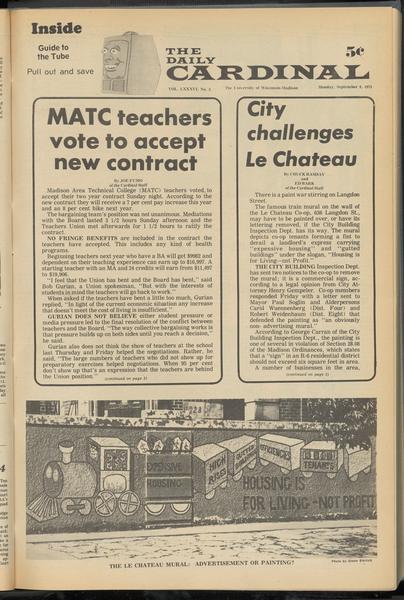 Inside
Guide to
the Tube
Pull out and save
THE
DAILY
CARDINAL
5¢
VOL. LXXXVI, No. 5
The University of Wisconsin-Madison
Monday, September 8, 1975
MATC teachers
vote to accept
new contract
By JOE FUMO
of the Cardinal Staff
Madison Area Technical College (MATC) teachers voted, to
accept their two year contract Sunday night. According to the
new contract they will receive a 7 per cent pay increase this year
and an 8 per cent hike next year.
The bargaining team's position was not unanimous. Mediations
with the Board lasted 3 1/2 hours Sunday afternoon and the
Teachers Union met afterwards for 1 1/2 hours to ratify the
contract.
NO FRINGE BENEFITS are included in the contract the
teachers have accepted. This includes any kind of health
programs.
Beginning teachers next year who have a BA will get
dependent on their teaching experience can earn up to $16,997. A
starting teacher with an MA and 24 credits will earn from $11,497
to $19,906.
"I feel that the Union has bent and the Board has bent," said
Bob Gurian, a Union spokesman, "But with the interests of
students in mind the teachers will go back to work."
When asked if the teachers have bent a little too much, Gurian
replied, "In light of the current economic situation any increase
that doesn't meet the cost of living is insufficient."
GURIAN DOES NOT BELIEVE either student pressure or
media pressure led to the resolution of the conflict between
teachers and the Board. "The way collective bargaining works is
that pressure builds up on both sides until you reach a decision,"
he said.
Gurian also does not think the show of teachers at the school
last Thursday and Friday helped the negotiations. Rather, he
said, "The large numbers of teachers who did not show up for
preparatory exercises helped negotiations. When 95 per cent
don't show up that's an expression that the teachers are behind
the Union position."
(continued on page 2)
City
challenges
Le Chateau
By CHUCK RAMSAY
and
ED BARK
of the Cardinal Staff
There is a paint war stirring on Langdon
Street.
The famous train mural on the wall of
the Le Chateau Co-op, 636 Langdon St.,
may have to be painted over, or have its
lettering removed, if the City Building
Inspection Dept. has its way. The mural
depicts co-op tenants forming a fist to
derail a landlord's express carrying
"expensive housing" and "gutted
buildings" under the slogan, "Housing is
for Living—not Profit."
THE CITY BUILDING Inspection Dept.
has sent two notices to the co-op to remove
the mural; it is a commercial sign, according
to a legal opinion from City Attorney
Henry Gempeler. Co-op members
responded Friday with a letter sent to
Mayor Paul Soglin and Alderpersons
Carol Wuennenberg (Dist. Four) and
Robert Weidenbaum (Dist. Eight) that
defended the painting as "an obviously
non- advertising mural."
According to George Carran of the City
Building Inspection Dept., the painting is
one of several in violation of Section 28.08
of the Madison Ordinances, which states
that a "sign" in an R-6 residential district
should not exceed six square feet in area.
A number of businesses in the area,
(continued on page 2)
EXPENSIVE
HOUSING
HIGH
RISES
GUTTED
BUILDINGS
EFFICIENCIES
TENANTS
HOUSING IS
FOR LIVING-NOT PROFIT
THE LE CHATEAU MURAL: ADVERTISEMENT OR PAINTING?